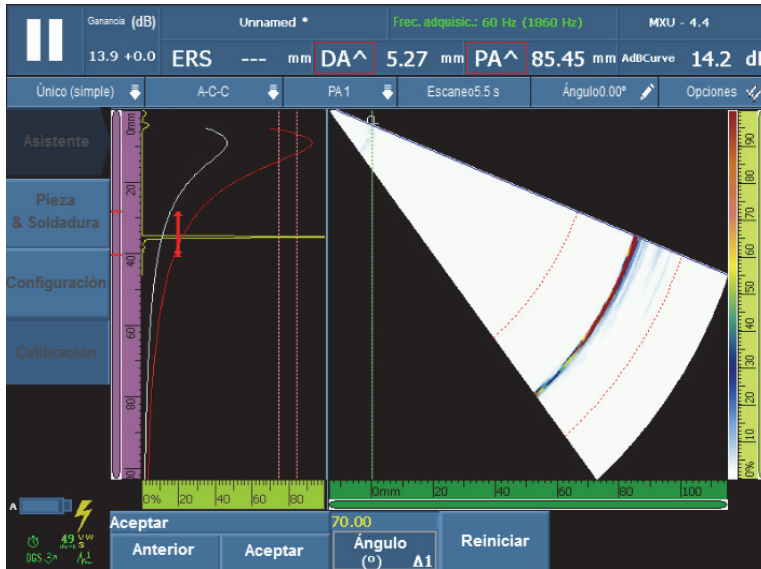 Ganancia (dB) Unnamed * Frec. adquisic.: 60 Hz (1860 Hz) MXU - 4.4
13.9 +0.0 ERS --- mm DA^ 5.27 mm PA^ 85.45 mm AdBCurve 14.2 d
Único (simple) A-C-C PA 1 Escaneo5.5 s Ángulo0.00° Opciones
Asistente
Pieza
& Soldadura
Configuración
Calibración
0mm
20
40
60
80
0% 20 40 60 80
0mm 20 40 60 80 100
90
80
70
60
50
40
30
20
10
0%
A
49
DGS
Aceptar
Anterior Aceptar
70.00
Ángulo
(º) Δ1
Reiniciar